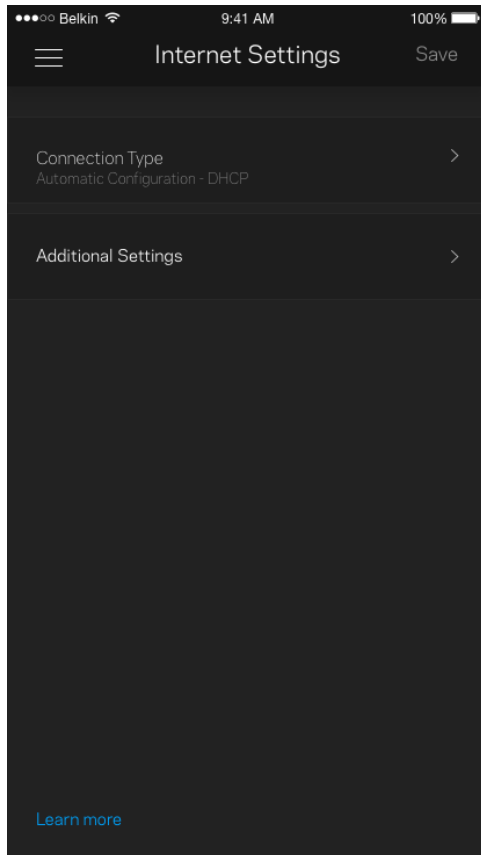 Belkin 9:41 AM 100%
Internet Settings Save
Connection Type
Automatic Configuration - DHCP
Additional Settings
Learn more